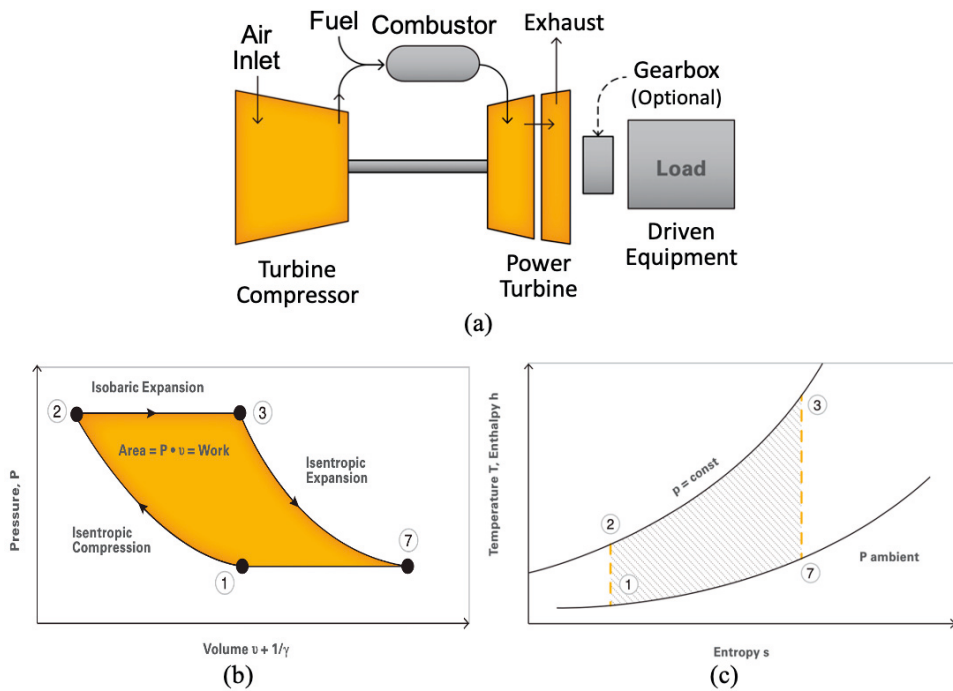 Air
Inlet
Fuel
Combustor
Exhaust
Gearbox
(Optional)
Load
Driven
Equipment
Turbine
Compressor
Power
Turbine
(a)
Pressure, P
Isobaric Expansion
2
3
Area = P • υ = Work
Isentropic
Expansion
Isentropic
Compression
1
7
Volume υ + 1/γ
(b)
Temperature T, Enthalpy h
3
p = const
2
1
7
P ambient
Entropy s
(c)